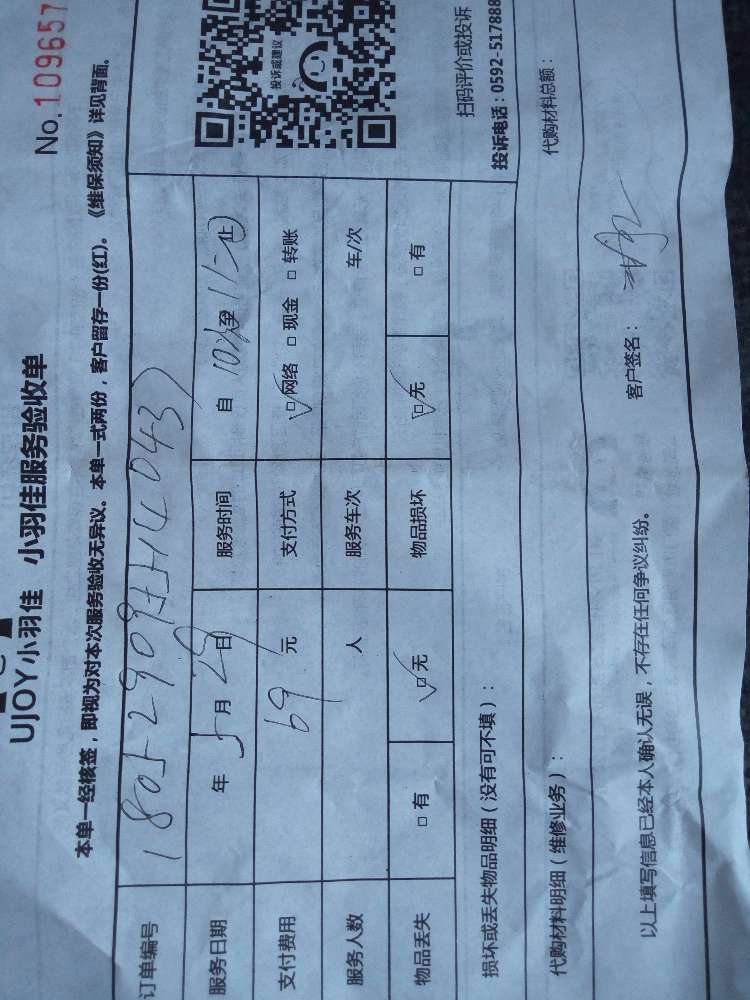 No.109657
UJOY小羽佳 小羽佳服务验收单
本单一经核签，即视为对本次服务验收无异议。本单一式两份，客户留存一份(红)。《维保须知》详见背面。
订单编号
服务日期 年 5月29日 服务时间 自 至 止
支付费用 69元 支付方式 ☑网络 □现金 □转账
服务人数 人 服务车次 车/次
物品丢失 □有 ☑无 物品损坏 ☑无 □有
投诉或建议
扫码评价或投诉
投诉电话：0592-517888
损坏或丢失物品明细（没有可不填）：
代购材料明细（维修业务）： 代购材料总额：
以上填写信息已经本人确认无误，不存在任何争议纠纷。 客户签名：